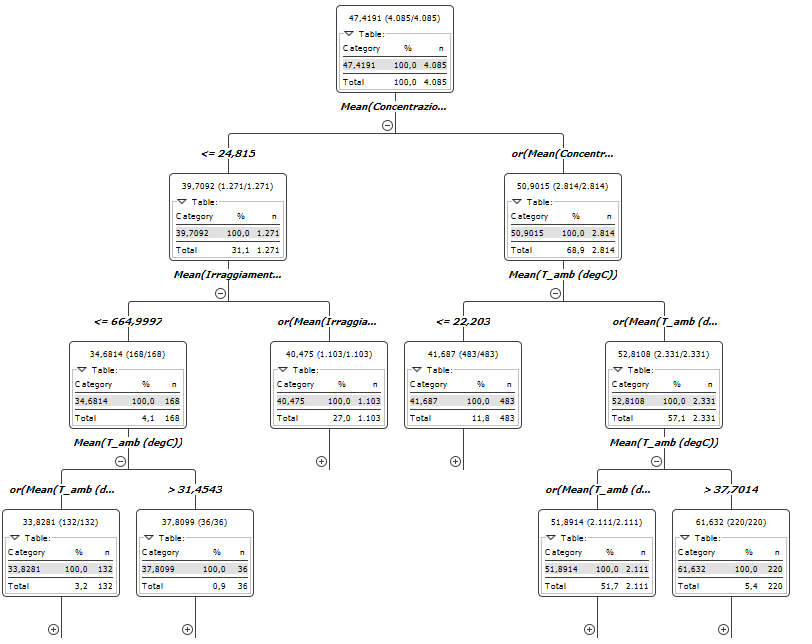 47,4191 (4.085/4.085)
Table:
Category % n
47,4191 100,0 4.085
Total 100,0 4.085
Mean(Concentrazio...
<= 24,815
or(Mean(Concentr...
39,7092 (1.271/1.271)
Table:
Category % n
39,7092 100,0 1.271
Total 31,1 1.271
Mean(Irraggiament...
50,9015 (2.814/2.814)
Table:
Category % n
50,9015 100,0 2.814
Total 68,9 2.814
Mean(T_amb (degC))
<= 664,9997
or(Mean(Irraggia...
<= 22,203
or(Mean(T_amb (d...
34,6814 (168/168)
Table:
Category % n
34,6814 100,0 168
Total 4,1 168
Mean(T_amb (degC))
40,475 (1.103/1.103)
Table:
Category % n
40,475 100,0 1.103
Total 27,0 1.103
41,687 (483/483)
Table:
Category % n
41,687 100,0 483
Total 11,8 483
52,8108 (2.331/2.331)
Table:
Category % n
52,8108 100,0 2.331
Total 57,1 2.331
Mean(T_amb (degC))
or(Mean(T_amb (d...
> 31,4543
or(Mean(T_amb (d...
> 37,7014
33,8281 (132/132)
Table:
Category % n
33,8281 100,0 132
Total 3,2 132
37,8099 (36/36)
Table:
Category % n
37,8099 100,0 36
Total 0,9 36
51,8914 (2.111/2.111)
Table:
Category % n
51,8914 100,0 2.111
Total 51,7 2.111
61,632 (220/220)
Table:
Category % n
61,632 100,0 220
Total 5,4 220